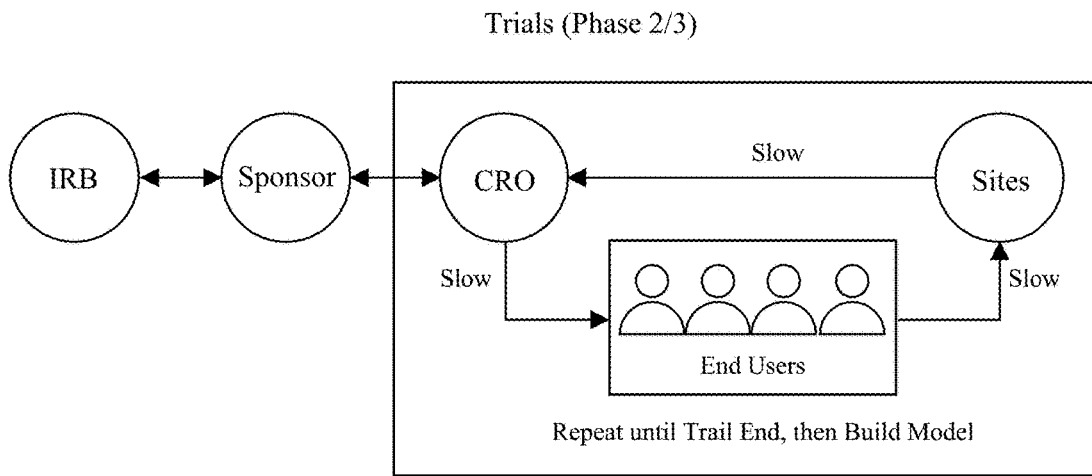 Trials (Phase 2/3)
IRB
Sponsor
CRO
Slow
Sites
Slow
Slow
End Users
Repeat until Trail End, then Build Model